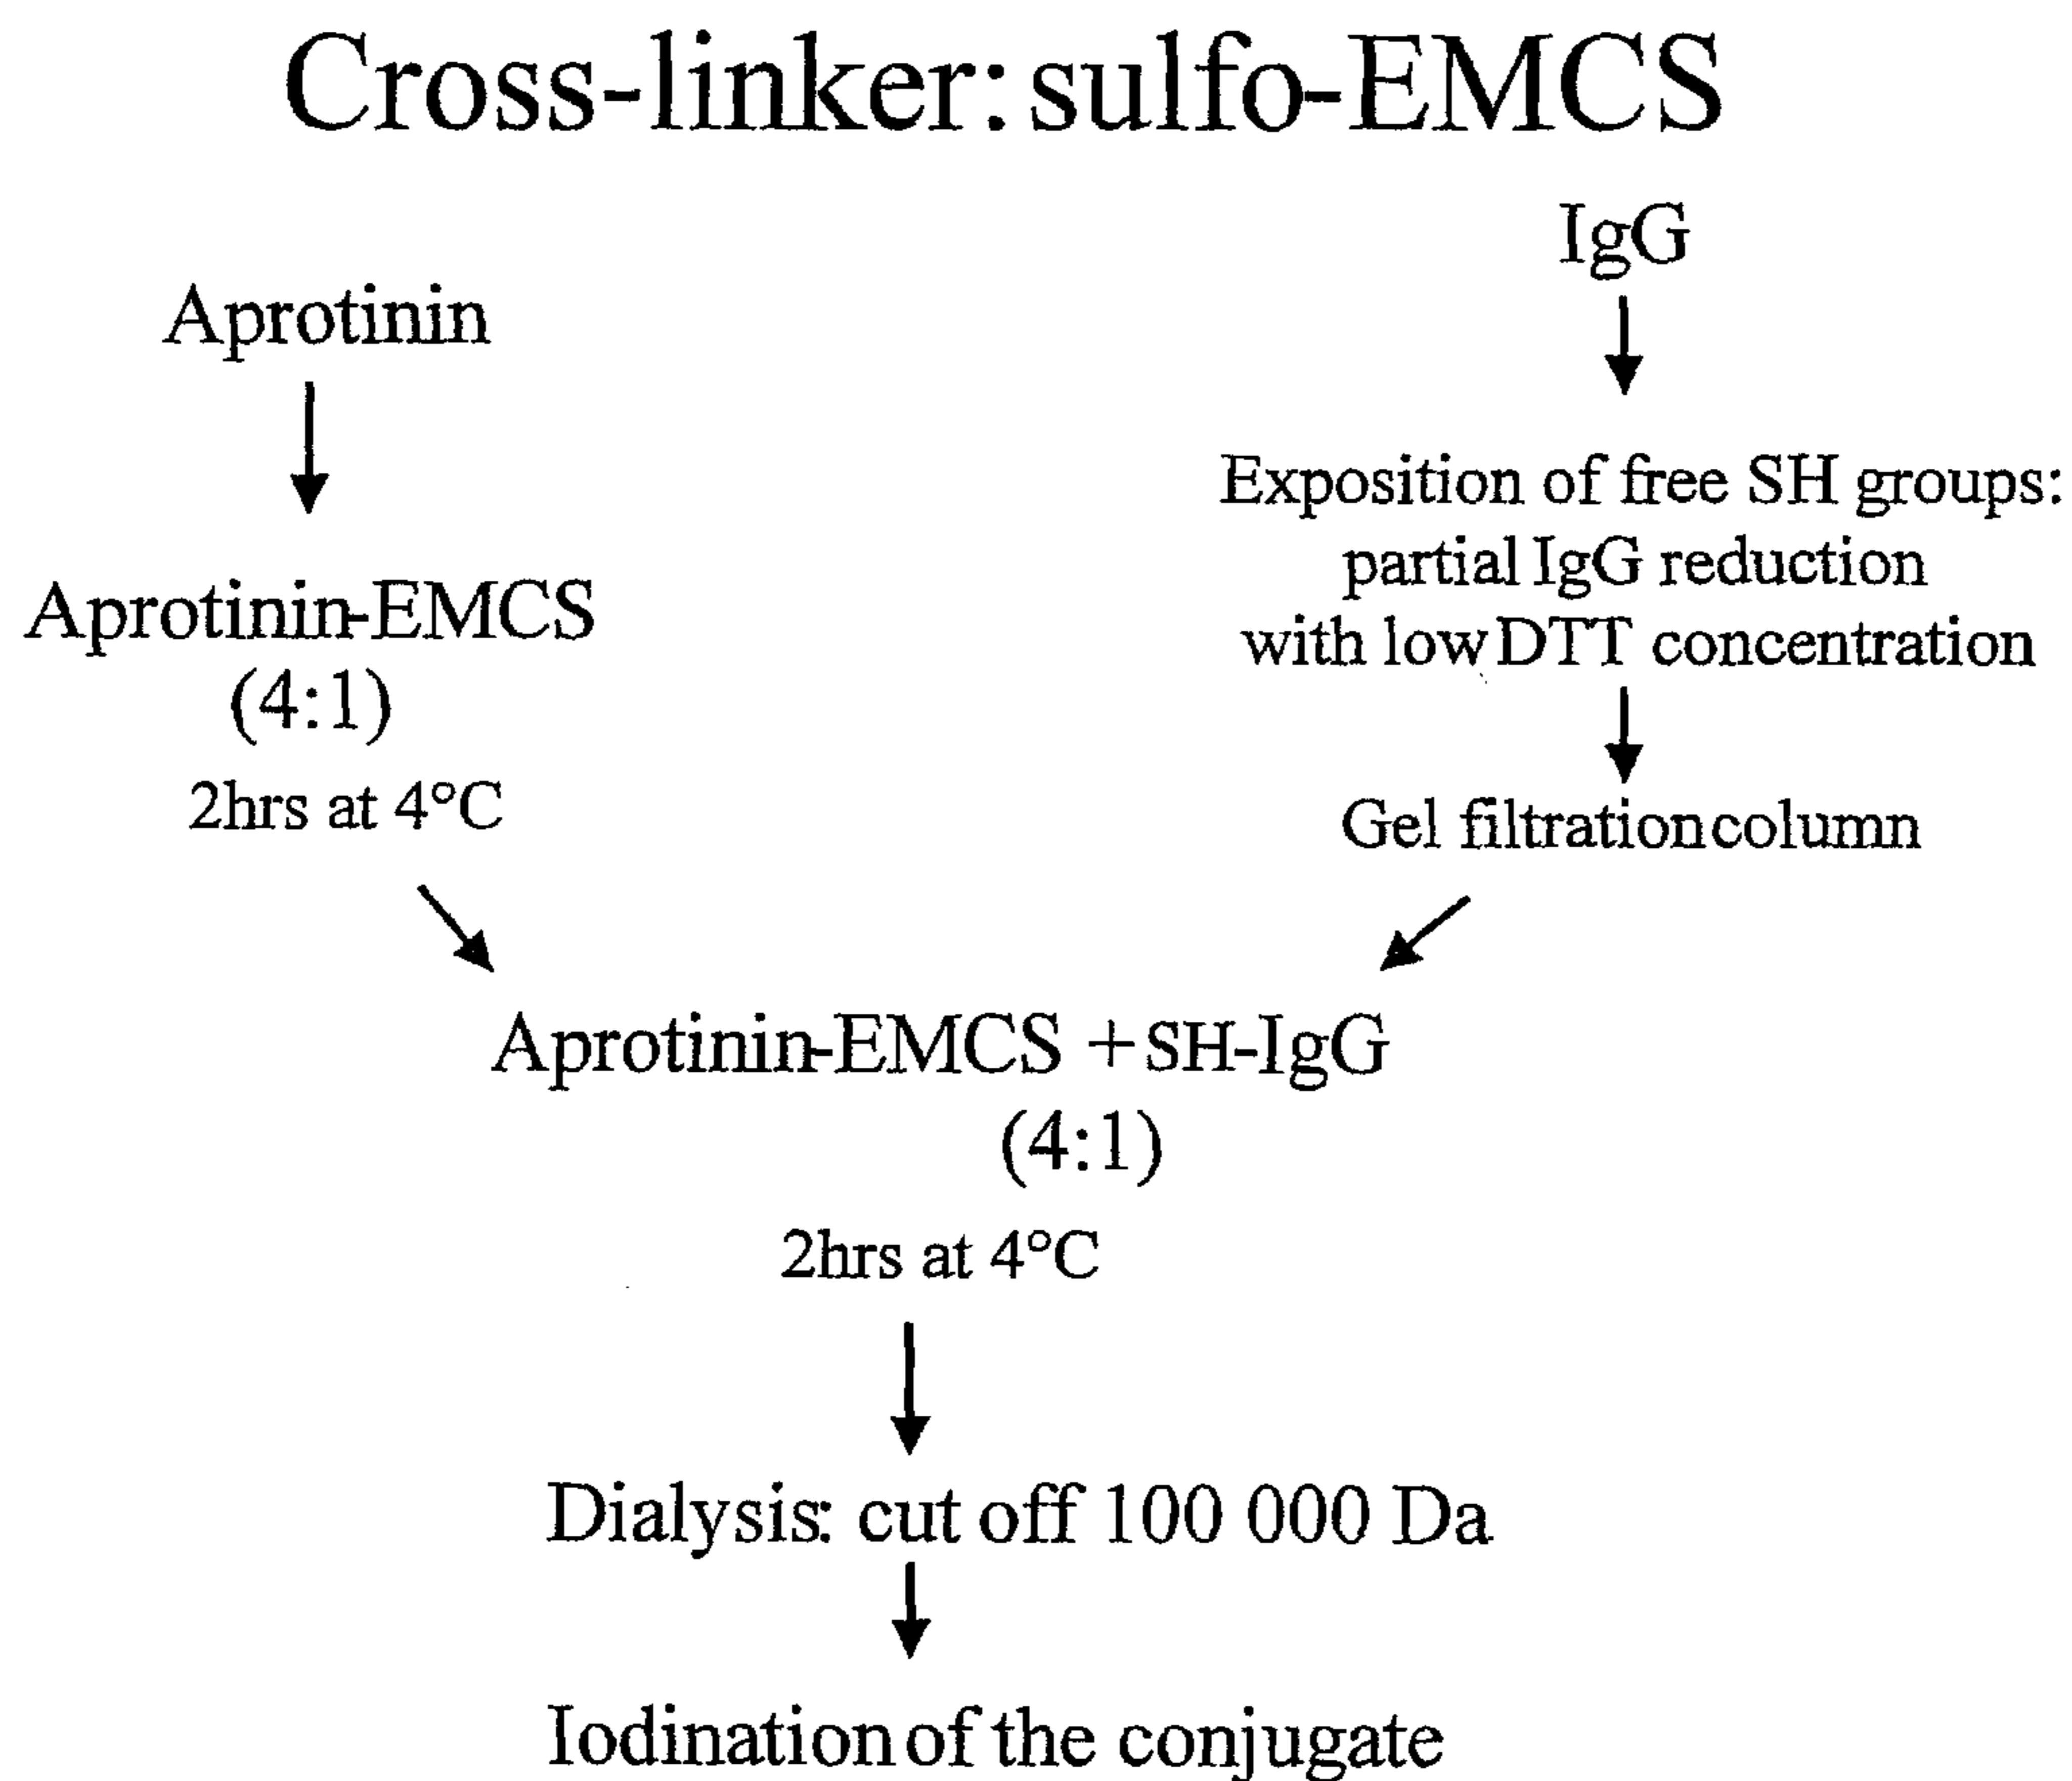 Cross-linker: sulfo-EMCS
Aprotinin
Aprotinin-EMCS
(4:1)
2hrs at 4°C
IgG
Exposition of free SH groups:
partial IgG reduction
with low DTT concentration
Gel filtration column
Aprotinin-EMCS + SH-IgG
(4:1)
2hrs at 4°C
Dialysis: cut off 100 000 Da
Iodination of the conjugate